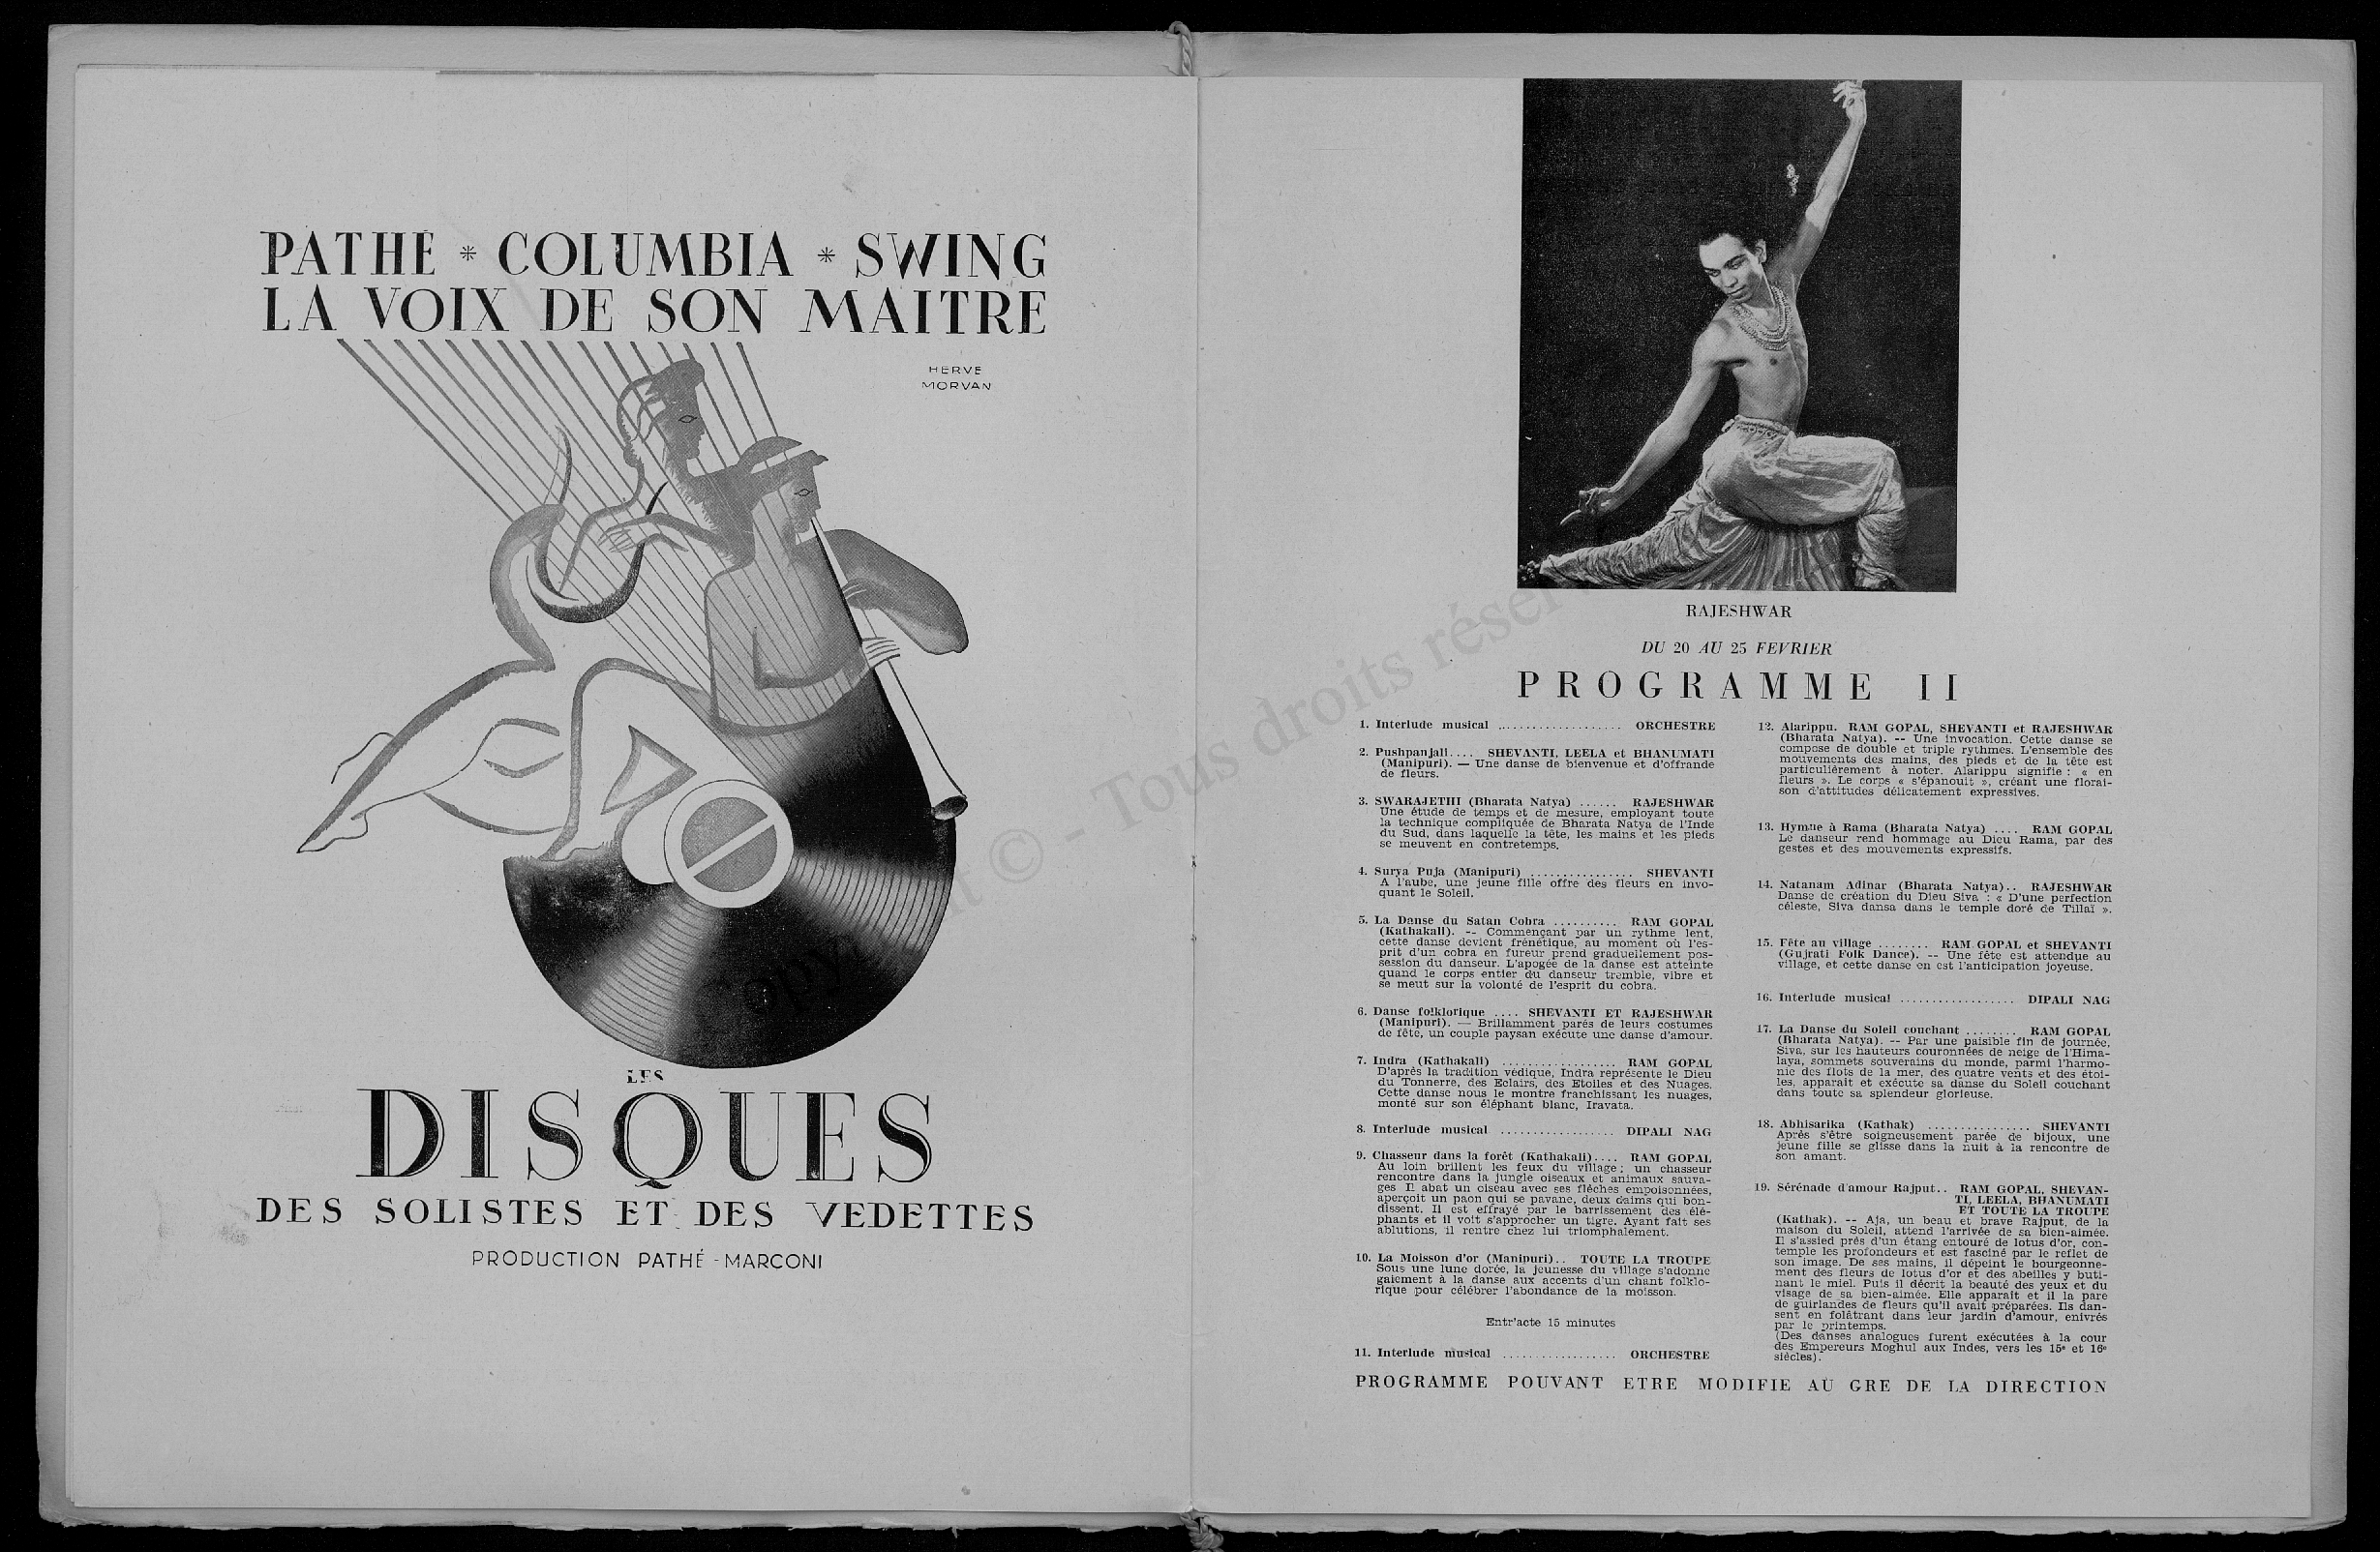 PATHÉ * COLUMBIA * SWING
LA VOIX DE SON MAITRE
HERVE
MORVAN
LES
DISQUES
DES SOLISTES ET DES VEDETTES
PRODUCTION PATHÉ - MARCONI
RAJESHWAR
DU 20 AU 25 FEVRIER
PROGRAMME II
1. Interlude musical ................... ORCHESTRE
2. Pushpanjali.... SHEVANTI, LEELA et BHANUMATI
(Manipuri). — Une danse de bienvenue et d'offrande
de fleurs.
3. SWARAJETHI (Bharata Natya) ...... RAJESHWAR
Une étude de temps et de mesure, employant toute
la technique compliquée de Bharata Natya de l'Inde
du Sud, dans laquelle la tête, les mains et les pieds
se meuvent en contretemps.
4. Surya Puja (Manipuri) ................ SHEVANTI
A l'aube, une jeune fille offre des fleurs en invo-
quant le Soleil.
5. La Danse du Satan Cobra .......... RAM GOPAL
(Kathakali). -- Commençant par un rythme lent,
cette danse devient frénétique, au moment où l'es-
prit d'un cobra en fureur prend graduellement pos-
session du danseur. L'apogée de la danse est atteinte
quand le corps entier du danseur tremble, vibre et
se meut sur la volonté de l'esprit du cobra.
6. Danse folklorique .... SHEVANTI ET RAJESHWAR
(Manipuri). — Brillamment parés de leurs costumes
de fête, un couple paysan exécute une danse d'amour.
7. Indra (Kathakali) .................. RAM GOPAL
D'après la tradition védique, Indra représente le Dieu
du Tonnerre, des Eclairs, des Etoiles et des Nuages.
Cette danse nous le montre franchissant les nuages,
monté sur son éléphant blanc, Iravata.
8. Interlude musical .................. DIPALI NAG
9. Chasseur dans la forêt (Kathakali).... RAM GOPAL
Au loin brillent les feux du village ; un chasseur
rencontre dans la jungle oiseaux et animaux sauva-
ges Il abat un oiseau avec ses flèches empoisonnées,
aperçoit un paon qui se pavane, deux daims qui bon-
dissent. Il est effrayé par le barrissement des élé-
phants et il voit s'approcher un tigre. Ayant fait ses
ablutions, il rentre chez lui triomphalement.
10. La Moisson d'or (Manipuri).. TOUTE LA TROUPE
Sous une lune dorée, la jeunesse du village s'adonne
gaiement à la danse aux accents d'un chant folklo-
rique pour célébrer l'abondance de la moisson.
Entr'acte 15 minutes
11. Interlude musical .................. ORCHESTRE
12. Alarippu. RAM GOPAL, SHEVANTI et RAJESHWAR
(Bharata Natya). -- Une invocation. Cette danse se
compose de double et triple rythmes. L'ensemble des
mouvements des mains, des pieds et de la tête est
particulièrement à noter. Alarippu signifie : « en
fleurs ». Le corps « s'épanouit », créant une florai-
son d'attitudes délicatement expressives.
13. Hymne à Rama (Bharata Natya) .... RAM GOPAL
Le danseur rend hommage au Dieu Rama, par des
gestes et des mouvements expressifs.
14. Natanam Adinar (Bharata Natya).. RAJESHWAR
Danse de création du Dieu Siva : « D'une perfection
céleste, Siva dansa dans le temple doré de Tillaï ».
15. Fête au village ........ RAM GOPAL et SHEVANTI
(Gujrati Folk Dance). -- Une fête est attendue au
village, et cette danse en est l'anticipation joyeuse.
16. Interlude musical .................. DIPALI NAG
17. La Danse du Soleil couchant ........ RAM GOPAL
(Bharata Natya). -- Par une paisible fin de journée,
Siva, sur les hauteurs couronnées de neige de l'Hima-
laya, sommets souverains du monde, parmi l'harmo-
nie des flots de la mer, des quatre vents et des étoi-
les, apparaît et exécute sa danse du Soleil couchant
dans toute sa splendeur glorieuse.
18. Abhisarika (Kathak) ................ SHEVANTI
Après s'être soigneusement parée de bijoux, une
jeune fille se glisse dans la nuit à la rencontre de
son amant.
19. Sérénade d'amour Rajput.. RAM GOPAL, SHEVAN-
TI, LEELA, BHANUMATI
ET TOUTE LA TROUPE
(Kathak). -- Aja, un beau et brave Rajput, de la
maison du Soleil, attend l'arrivée de sa bien-aimée.
Il s'assied près d'un étang entouré de lotus d'or, con-
temple les profondeurs et est fasciné par le reflet de
son image. De ses mains, il dépeint le bourgeonne-
ment des fleurs de lotus d'or et des abeilles y buti-
nant le miel. Puis il décrit la beauté des yeux et du
visage de sa bien-aimée. Elle apparaît et il la pare
de guirlandes de fleurs qu'il avait préparées. Ils dan-
sent en folâtrant dans leur jardin d'amour, enivrés
par le printemps.
(Des danses analogues furent exécutées à la cour
des Empereurs Moghul aux Indes, vers les 15e et 16e
siècles).
PROGRAMME POUVANT ETRE MODIFIE AU GRE DE LA DIRECTION
© - Tous droits réser